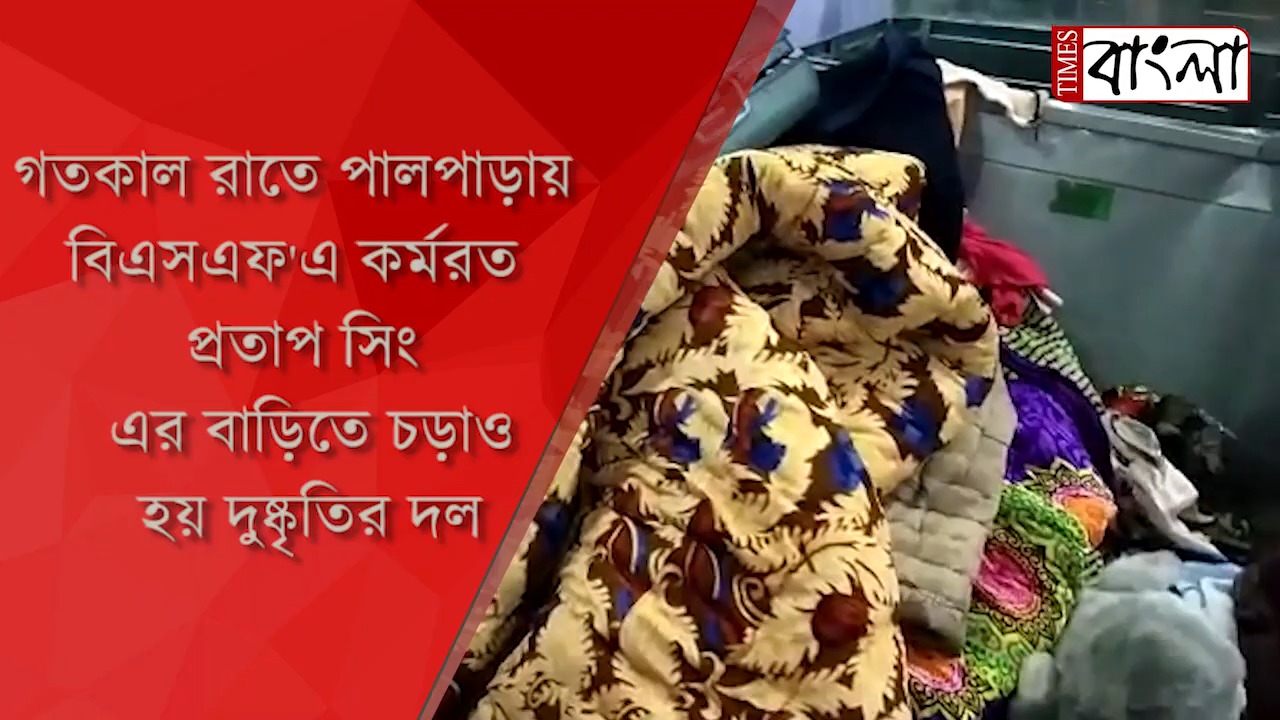 গতকাল রাতে পালপাড়ায়
বিএসএফ'এ কর্মরত
প্রতাপ সিং
এর বাড়িতে চড়াও
হয় দুষ্কৃতির দল
TIMES বাংলা